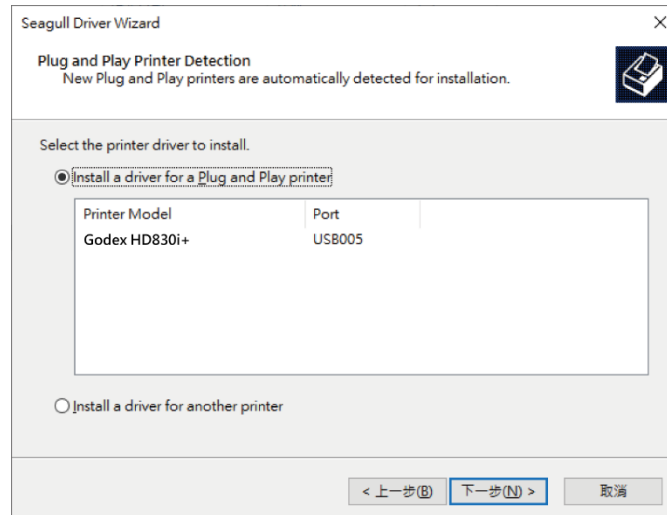 Seagull Driver Wizard
Plug and Play Printer Detection
New Plug and Play printers are automatically detected for installation.
Select the printer driver to install.
Install a driver for a Plug and Play printer
Printer Model Port
Godex HD830i+ USB005
Install a driver for another printer
< 上一步(B) 下一步(N) > 取消